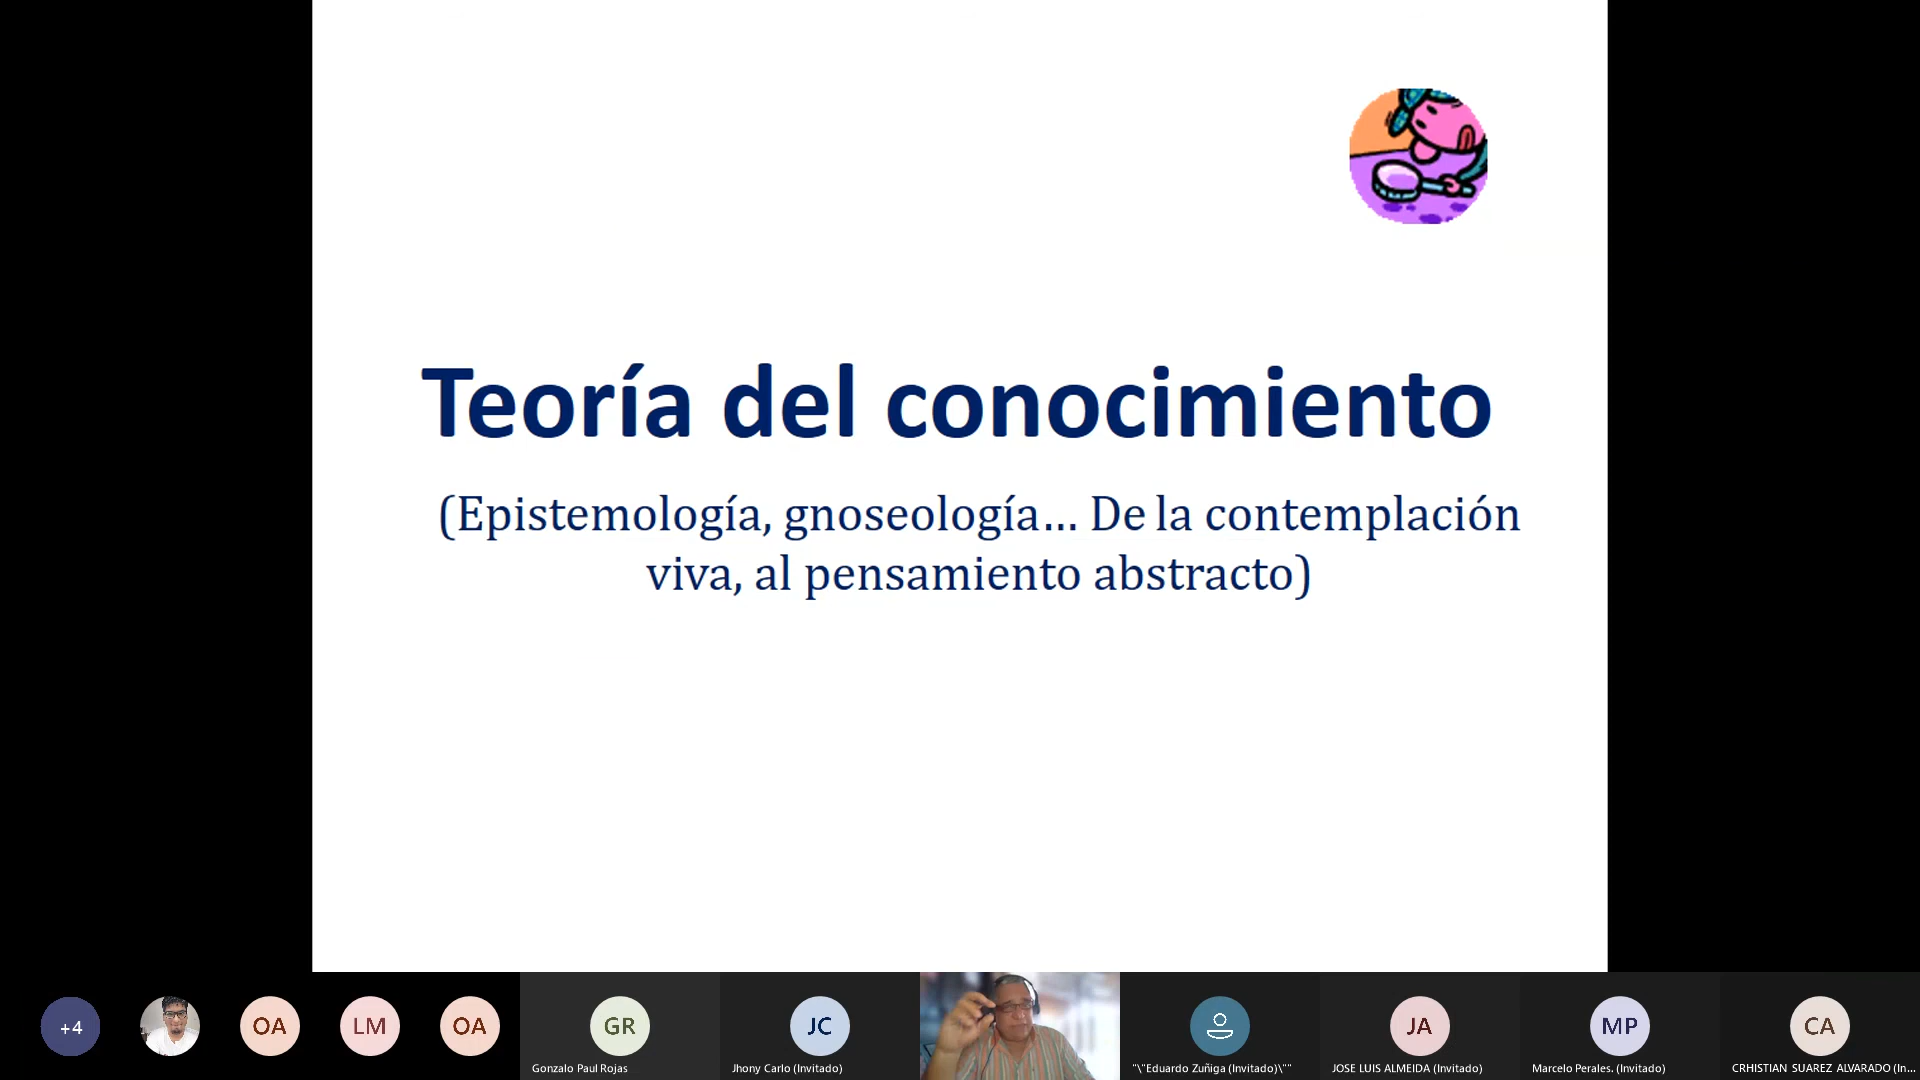 Teoría del conocimiento
(Epistemología, gnoseología... De la contemplación
viva, al pensamiento abstracto)
+4
OA
LM
OA
GR
Gonzalo Paul Rojas
JC
Jhony Carlo (Invitado)
"\"Eduardo Zuñiga (Invitado)\""
JA
JOSE LUIS ALMEIDA (Invitado)
MP
Marcelo Perales. (Invitado)
CA
CRHISTIAN SUAREZ ALVARADO (In...